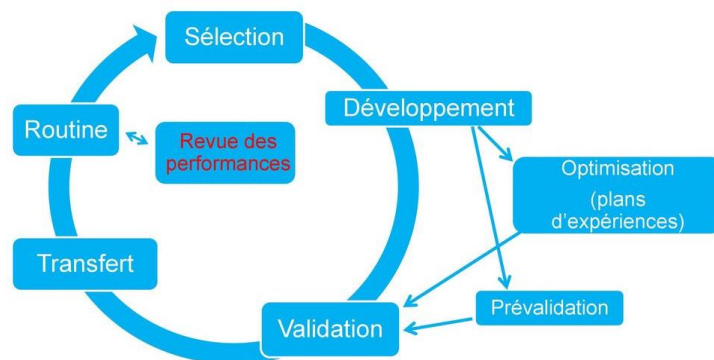 Sélection
Développement
Routine
Revue des
performances
Optimisation
(plans
d'expériences)
Transfert
Prévalidation
Validation